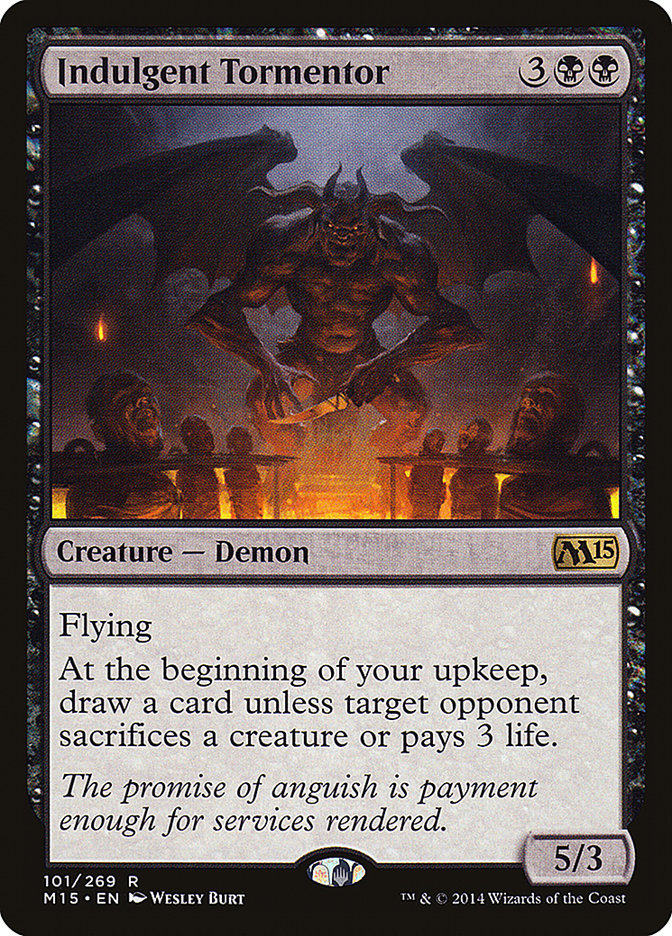 Indulgent Tormentor 3
Creature — Demon M15
Flying
At the beginning of your upkeep,
draw a card unless target opponent
sacrifices a creature or pays 3 life.
The promise of anguish is payment
enough for services rendered.
5/3
101/269 R
M15 • EN Wesley Burt ™ & © 2014 Wizards of the Coast